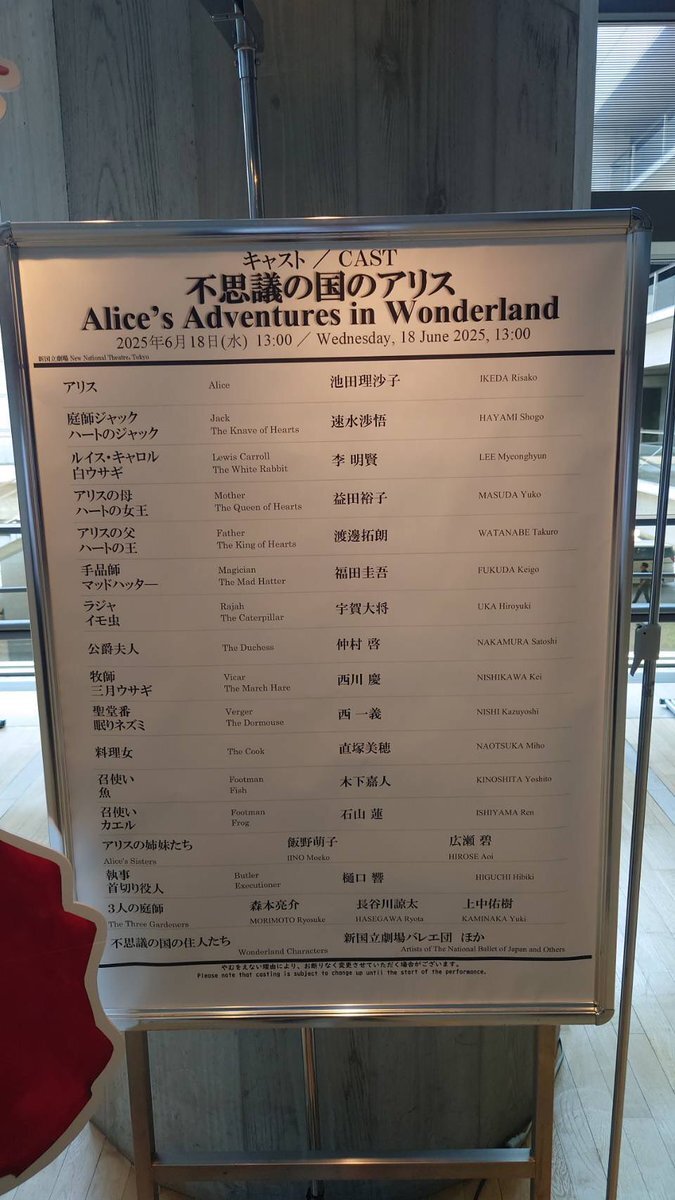 キャスト ／ CAST
不思議の国のアリス
Alice's Adventures in Wonderland
2025年6月18日(水) 13:00 ／ Wednesday, 18 June 2025, 13:00
新国立劇場 New National Theatre, Tokyo
アリス Alice 池田理沙子 IKEDA Risako
庭師ジャック Jack 速水渉悟 HAYAMI Shogo
ハートのジャック The Knave of Hearts
ルイス・キャロル Lewis Carroll 李 明賢 LEE Myeonghyun
白ウサギ The White Rabbit
アリスの母 Mother 益田裕子 MASUDA Yuko
ハートの女王 The Queen of Hearts
アリスの父 Father 渡邊拓朗 WATANABE Takuro
ハートの王 The King of Hearts
手品師 Magician 福田圭吾 FUKUDA Keigo
マッドハッター The Mad Hatter
ラジャ Rajah 宇賀大将 UKA Hiroyuki
イモ虫 The Caterpillar
公爵夫人 The Duchess 仲村 啓 NAKAMURA Satoshi
牧師 Vicar 西川 慶 NISHIKAWA Kei
三月ウサギ The March Hare
聖堂番 Verger 西 一義 NISHI Kazuyoshi
眠りネズミ The Dormouse
料理女 The Cook 直塚美穂 NAOTSUKA Miho
召使い Footman 木下嘉人 KINOSHITA Yoshito
魚 Fish
召使い Footman 石山 蓮 ISHIYAMA Ren
カエル Frog
アリスの姉妹たち 飯野萌子 広瀬 碧
Alice's Sisters IINO Moeko HIROSE Aoi
執事 Butler 樋口 響 HIGUCHI Hibiki
首切り役人 Executioner
3人の庭師 森本亮介 長谷川諒太 上中佑樹
The Three Gardeners MORIMOTO Ryosuke HASEGAWA Ryota KAMINAKA Yuki
不思議の国の住人たち 新国立劇場バレエ団 ほか
Wonderland Characters Artists of The National Ballet of Japan and Others
やむをえない理由により、お断りなく変更させていただく場合がございます。
Please note that casting is subject to change up until the start of the performance.